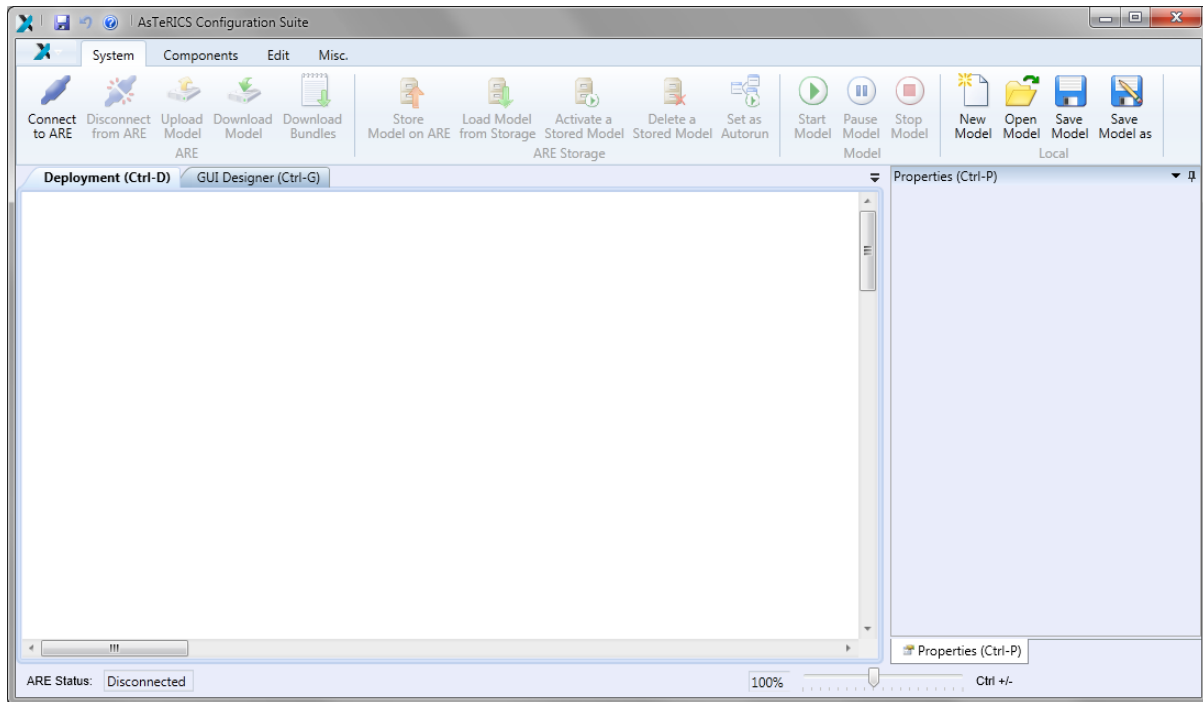 AsTeRICS Configuration Suite
System Components Edit Misc.
Connect Disconnect Upload Download Download Store Load Model Activate a Delete a Set as Start Pause Stop New Open Save Save
to ARE from ARE Model Model Bundles Model on ARE from Storage Stored Model Stored Model Autorun Model Model Model Model Model Model Model as
ARE ARE Storage Model Local
Deployment (Ctrl-D) GUI Designer (Ctrl-G) Properties (Ctrl-P)
Properties (Ctrl-P)
ARE Status: Disconnected 100% Ctrl +/-